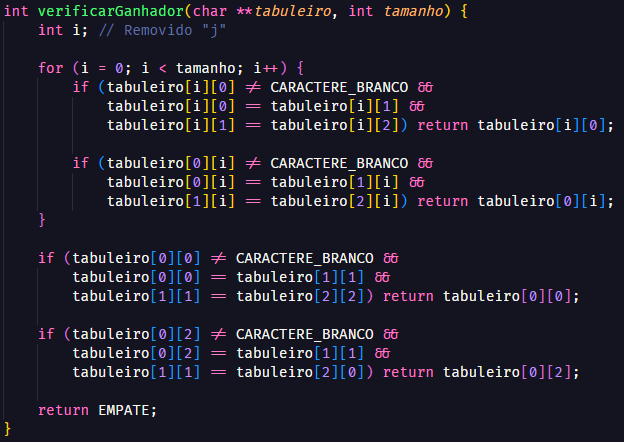 int verificarGanhador(char **tabuleiro, int tamanho) {
    int i; // Removido "j"

    for (i = 0; i < tamanho; i++) {
        if (tabuleiro[i][0] != CARACTERE_BRANCO &&
            tabuleiro[i][0] == tabuleiro[i][1] &&
            tabuleiro[i][1] == tabuleiro[i][2]) return tabuleiro[i][0];

        if (tabuleiro[0][i] != CARACTERE_BRANCO &&
            tabuleiro[0][i] == tabuleiro[1][i] &&
            tabuleiro[1][i] == tabuleiro[2][i]) return tabuleiro[0][i];
    }

    if (tabuleiro[0][0] != CARACTERE_BRANCO &&
        tabuleiro[0][0] == tabuleiro[1][1] &&
        tabuleiro[1][1] == tabuleiro[2][2]) return tabuleiro[0][0];

    if (tabuleiro[0][2] != CARACTERE_BRANCO &&
        tabuleiro[0][2] == tabuleiro[1][1] &&
        tabuleiro[1][1] == tabuleiro[2][0]) return tabuleiro[0][2];

    return EMPATE;
}